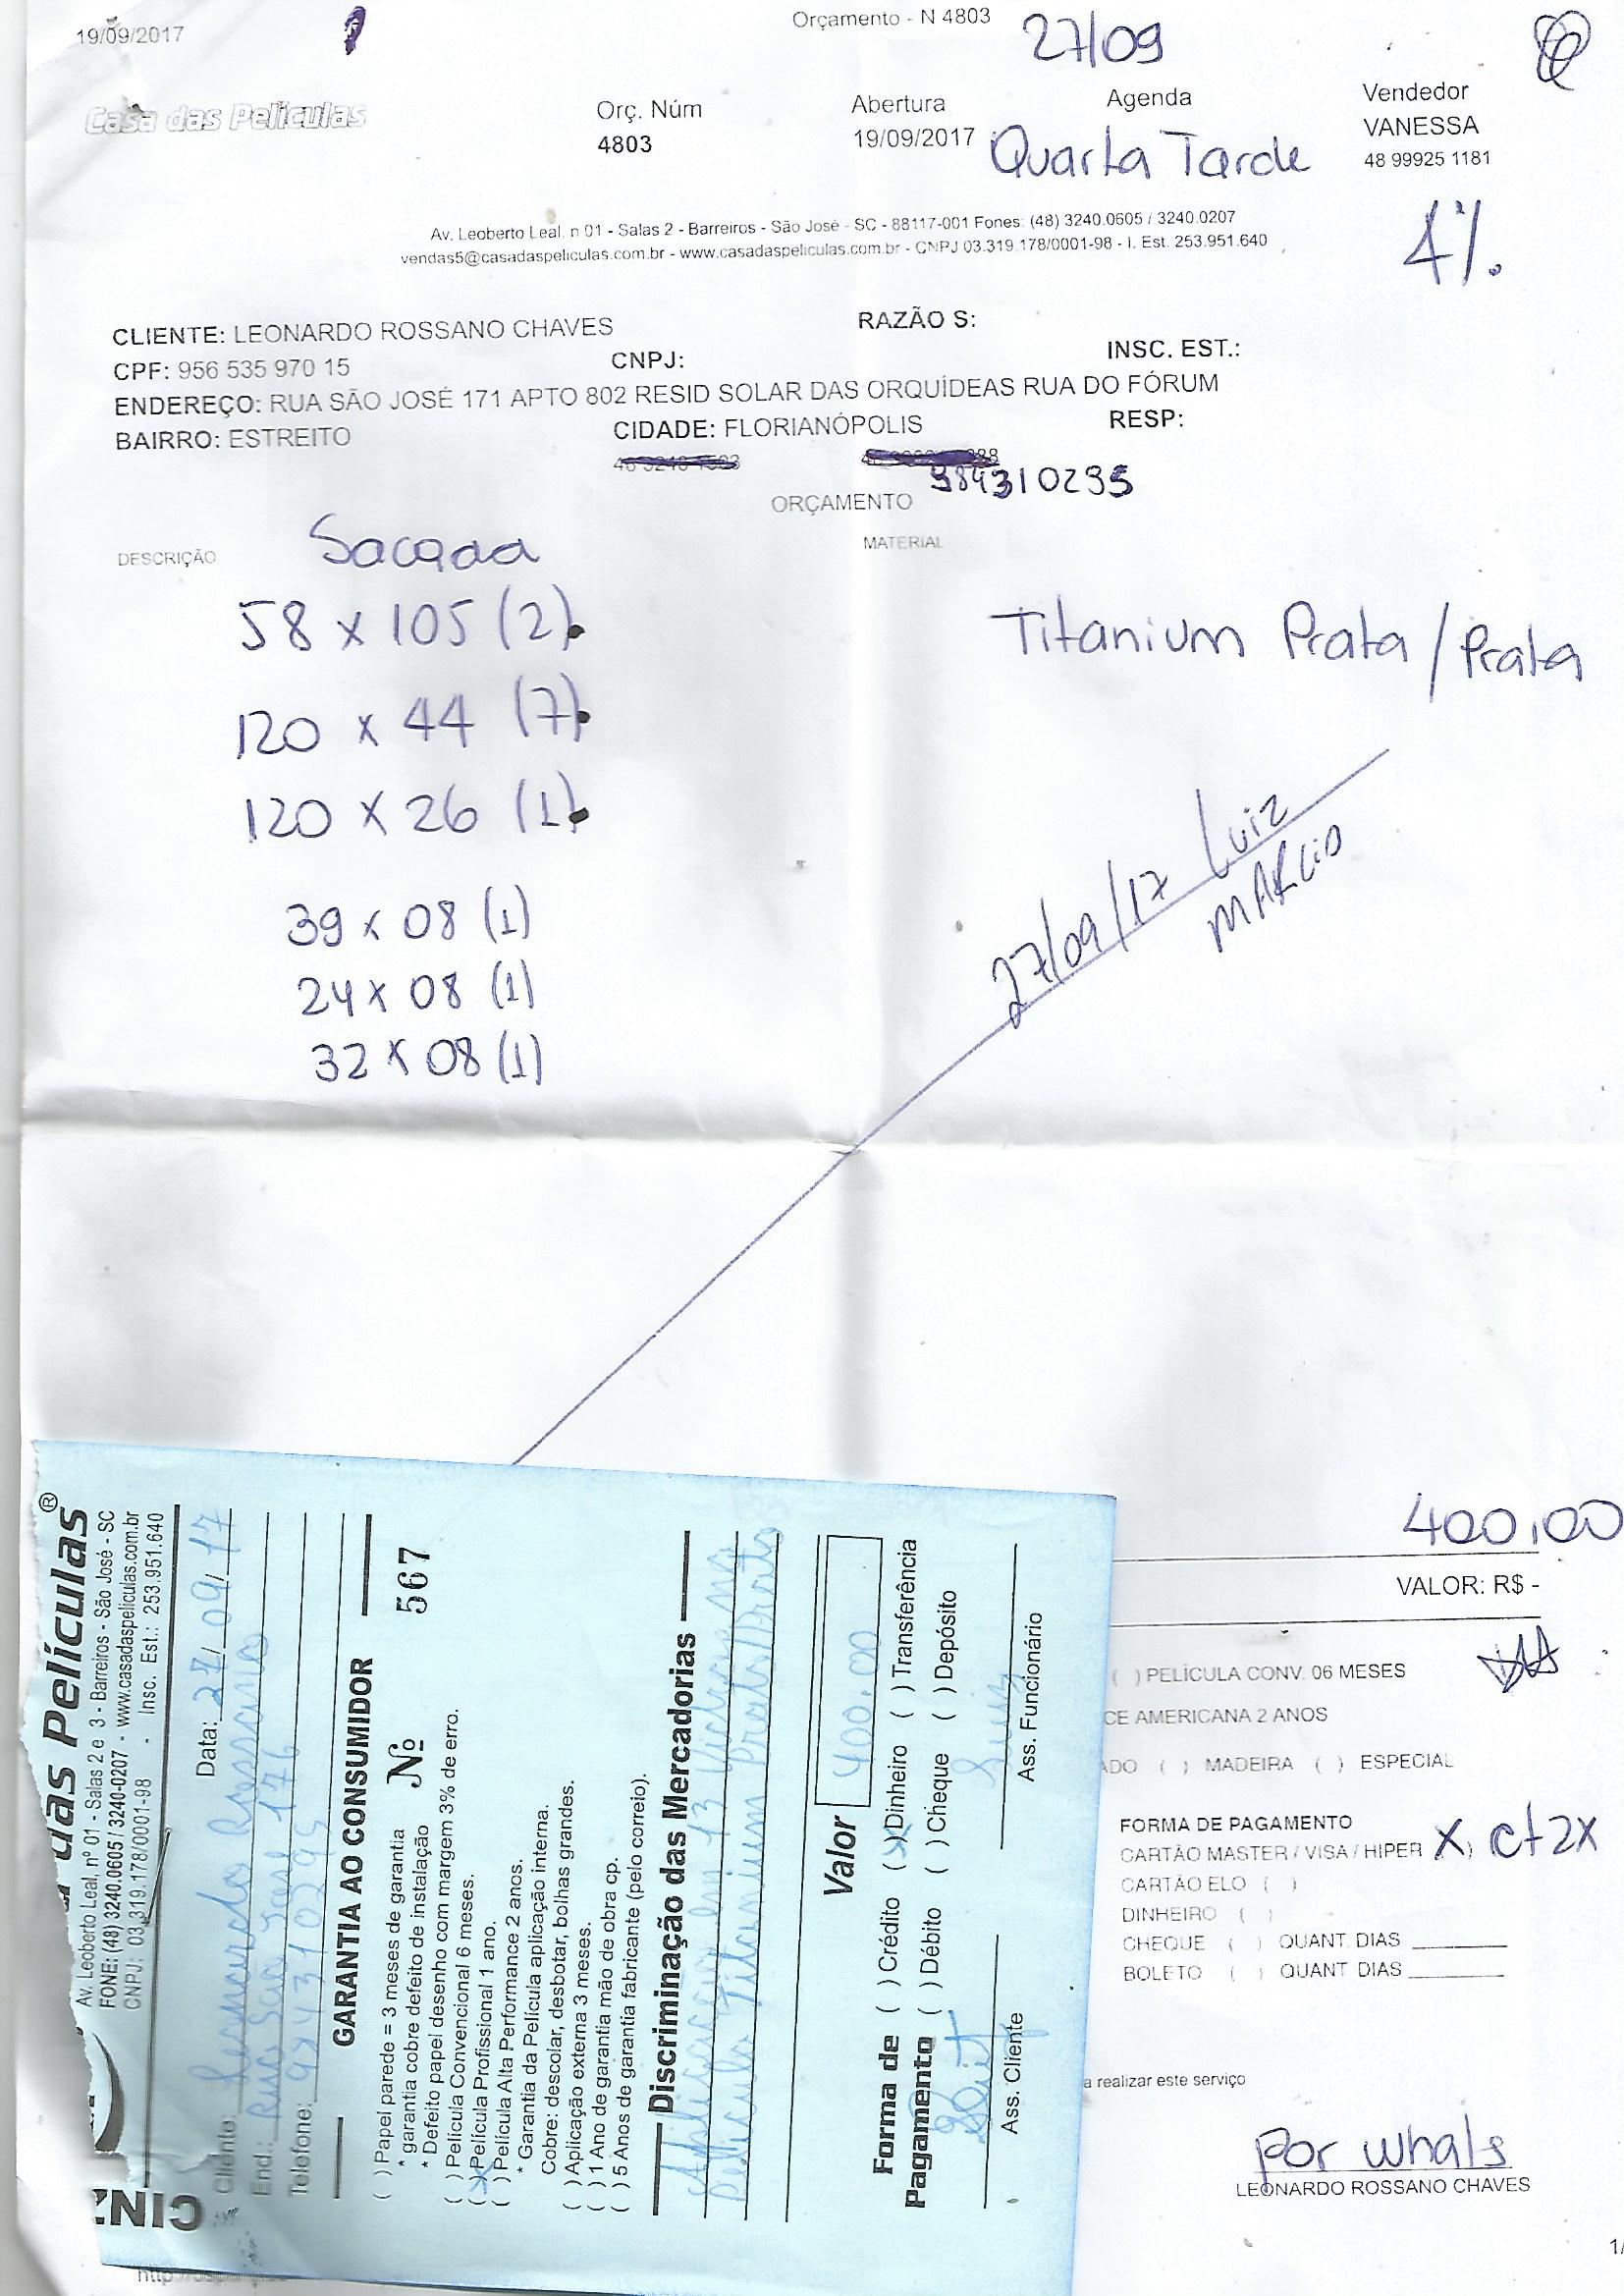 19/09/2017
Orçamento - N 4803
27/09
Casa das Películas
Orç. Núm
4803
Abertura
19/09/2017
Agenda
Quarta Tarde
Vendedor
VANESSA
48 99925 1181
Av. Leoberto Leal, n 01 - Salas 2 - Barreiros - São José - SC - 88117-001 Fones: (48) 3240.0605 / 3240.0207
vendas5@casadaspeliculas.com.br - www.casadaspeliculas.com.br - CNPJ 03.319.178/0001-98 - I. Est. 253.951.640
4%.
CLIENTE: LEONARDO ROSSANO CHAVES
RAZÃO S:
CPF: 956 535 970 15
CNPJ:
INSC. EST.:
ENDEREÇO: RUA SÃO JOSÉ 171 APTO 802 RESID SOLAR DAS ORQUÍDEAS RUA DO FÓRUM
BAIRRO: ESTREITO
CIDADE: FLORIANÓPOLIS
RESP:
984310295
ORÇAMENTO
DESCRIÇÃO
Sacada
MATERIAL
58 x 105 (2)
120 x 44 (7)
120 x 26 (1)
39 x 08 (1)
24 x 08 (1)
32 x 08 (1)
Titanium Prata / Prata
27/09/17 Luiz
MARCIO
400,00
VALOR: R$ -
( ) PELÍCULA CONV. 06 MESES
CE AMERICANA 2 ANOS
ADO ( ) MADEIRA ( ) ESPECIAL
FORMA DE PAGAMENTO
CARTÃO MASTER / VISA / HIPER X) ct 2x
CARTÃO ELO ( )
DINHEIRO ( )
CHEQUE ( ) QUANT. DIAS
BOLETO ( ) QUANT DIAS
a realizar este serviço
por whats
LEONARDO ROSSANO CHAVES
das Películas®
Av. Leoberto Leal, nº 01 - Salas 2 e 3 - Barreiros - São José - SC
FONE: (48) 3240.0605 / 3240-0207 - www.casadaspeliculas.com.br
CNPJ: 03.319.178/0001-98 - Insc. Est.: 253.951.640
Data: 27/09/17
Cliente: Leonardo Rossano
End.: Rua São José 176
Telefone: 984310295
GARANTIA AO CONSUMIDOR
Nº 567
( ) Papel parede = 3 meses de garantia
* garantia cobre defeito de instalação
* Defeito papel desenho com margem 3% de erro.
( ) Película Convencional 6 meses.
(x) Película Profissional 1 ano.
( ) Película Alta Performance 2 anos.
* Garantia da Película aplicação interna.
Cobre: descolar, desbotar, bolhas grandes.
( ) Aplicação externa 3 meses.
( ) 1 Ano de garantia mão de obra cp.
( ) 5 Anos de garantia fabricante (pelo correio).
Discriminação das Mercadorias
13
Película Titanium Prata/Prata
Valor 400,00
Forma de Pagamento
( ) Crédito (x) Dinheiro ( ) Transferência
( ) Débito ( ) Cheque ( ) Depósito
Luiz
Ass. Cliente
Ass. Funcionário